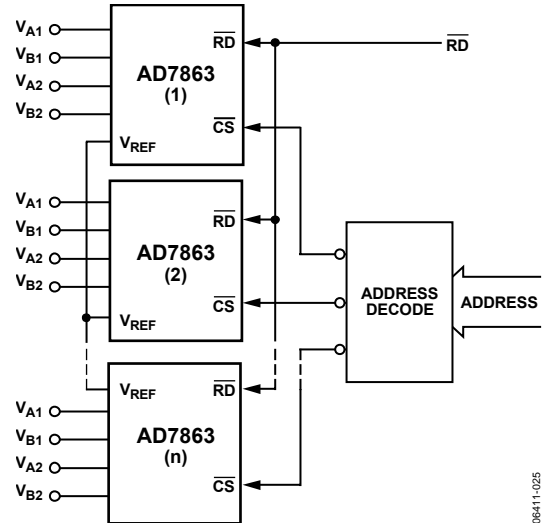 VA1
VB1
VA2
VB2
AD7863
(1)
RD
CS
VREF
RD
VA1
VB1
VA2
VB2
AD7863
(2)
RD
CS
VREF
ADDRESS
DECODE
ADDRESS
VA1
VB1
VA2
VB2
VREF
AD7863
(n)
RD
CS
06411-025